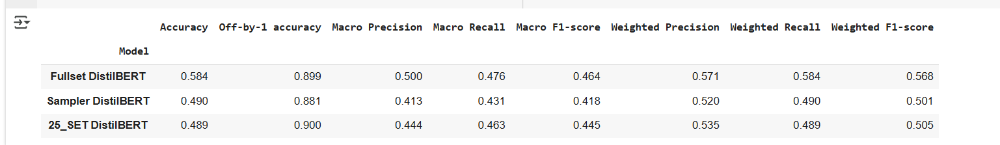 Accuracy Off-by-1 accuracy Macro Precision Macro Recall Macro F1-score Weighted Precision Weighted Recall Weighted F1-score
Model
Fullset DistilBERT 0.584 0.899 0.500 0.476 0.464 0.571 0.584 0.568
Sampler DistilBERT 0.490 0.881 0.413 0.431 0.418 0.520 0.490 0.501
25_SET DistilBERT 0.489 0.900 0.444 0.463 0.445 0.535 0.489 0.505